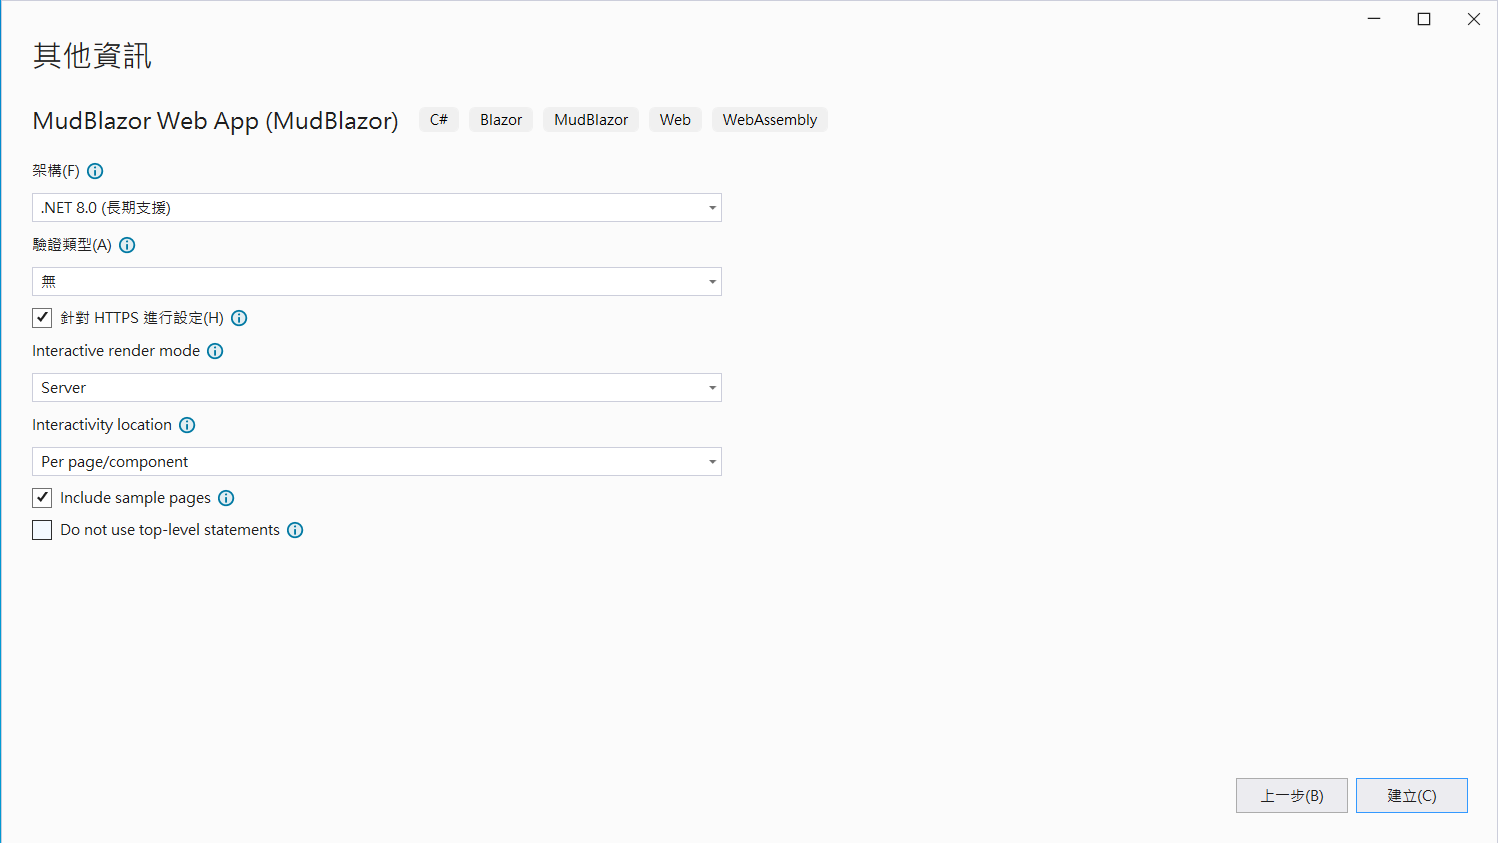 其他資訊
MudBlazor Web App (MudBlazor) C# Blazor MudBlazor Web WebAssembly
架構(F)
.NET 8.0 (長期支援)
驗證類型(A)
無
針對 HTTPS 進行設定(H)
Interactive render mode
Server
Interactivity location
Per page/component
Include sample pages
Do not use top-level statements
上一步(B) 建立(C)